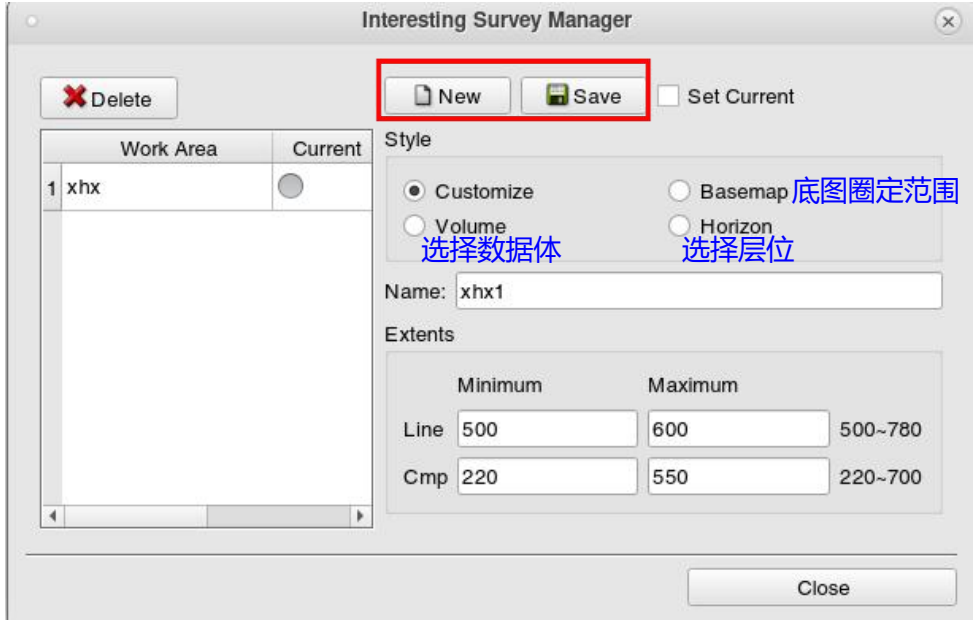 Interesting Survey Manager
Delete
New
Save
Set Current
Work Area
Current
1
xhx
Style
Customize
Basemap
底图圈定范围
Volume
Horizon
选择数据体
选择层位
Name:
xhx1
Extents
Minimum
Maximum
Line
500
600
500~780
Cmp
220
550
220~700
Close